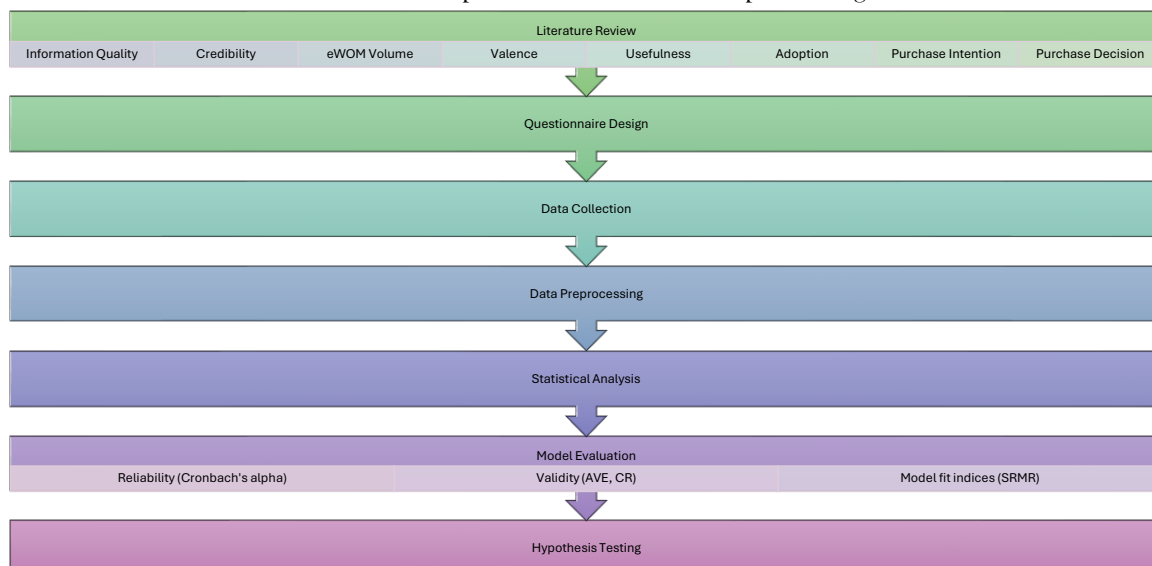 Literature Review
Information Quality Credibility eWOM Volume Valence Usefulness Adoption Purchase Intention Purchase Decision
Questionnaire Design
Data Collection
Data Preprocessing
Statistical Analysis
Model Evaluation
Reliability (Cronbach's alpha) Validity (AVE, CR) Model fit indices (SRMR)
Hypothesis Testing